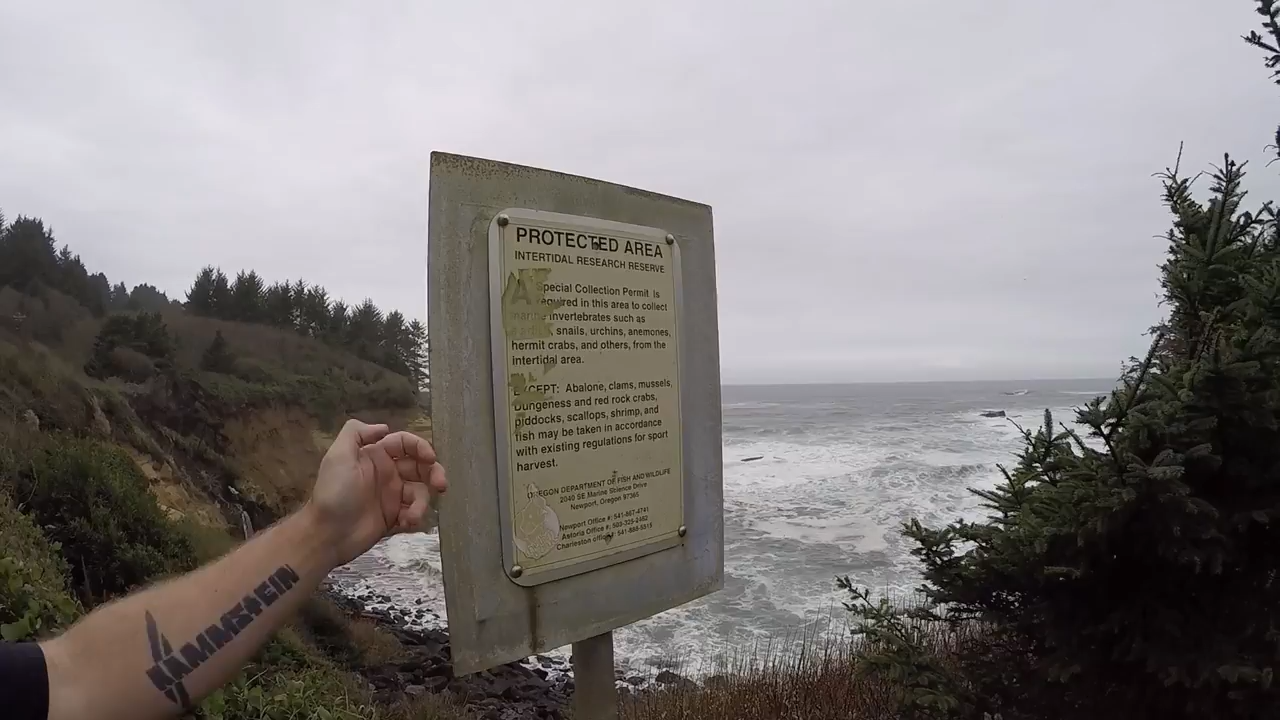 PROTECTED AREA
INTERTIDAL RESEARCH RESERVE
A Special Collection Permit is
required in this area to collect
marine invertebrates such as
snails, urchins, anemones,
hermit crabs, and others, from the
intertidal area.
EXCEPT: Abalone, clams, mussels,
Dungeness and red rock crabs,
piddocks, scallops, shrimp, and
fish may be taken in accordance
with existing regulations for sport
harvest.
OREGON DEPARTMENT OF FISH AND WILDLIFE
2040 SE Marine Science Drive
Newport, Oregon 97365
Newport Office #: 541-867-4741
Astoria Office #: 503-325-2462
Charleston office #: 541-888-5515
RAMMSTEIN